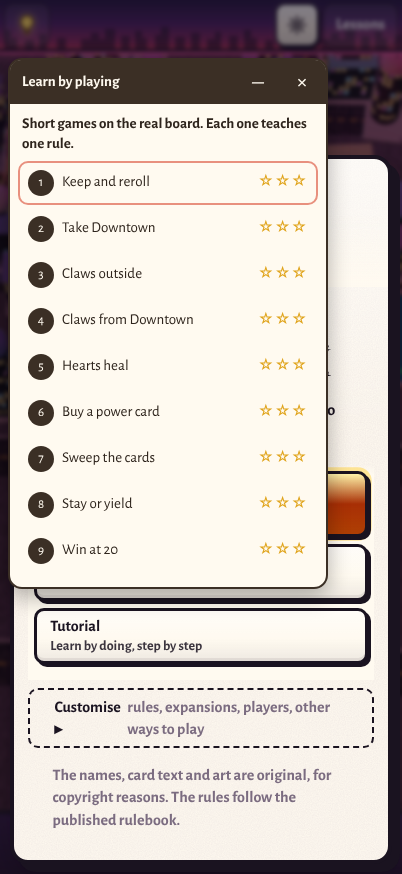 Lessons
Learn by playing
Short games on the real board. Each one teaches
one rule.
1 Keep and reroll
2 Take Downtown
3 Claws outside
4 Claws from Downtown
5 Hearts heal
6 Buy a power card
7 Sweep the cards
8 Stay or yield
9 Win at 20
Tutorial
Learn by doing, step by step
Customise rules, expansions, players, other
ways to play
The names, card text and art are original, for
copyright reasons. The rules follow the
published rulebook.